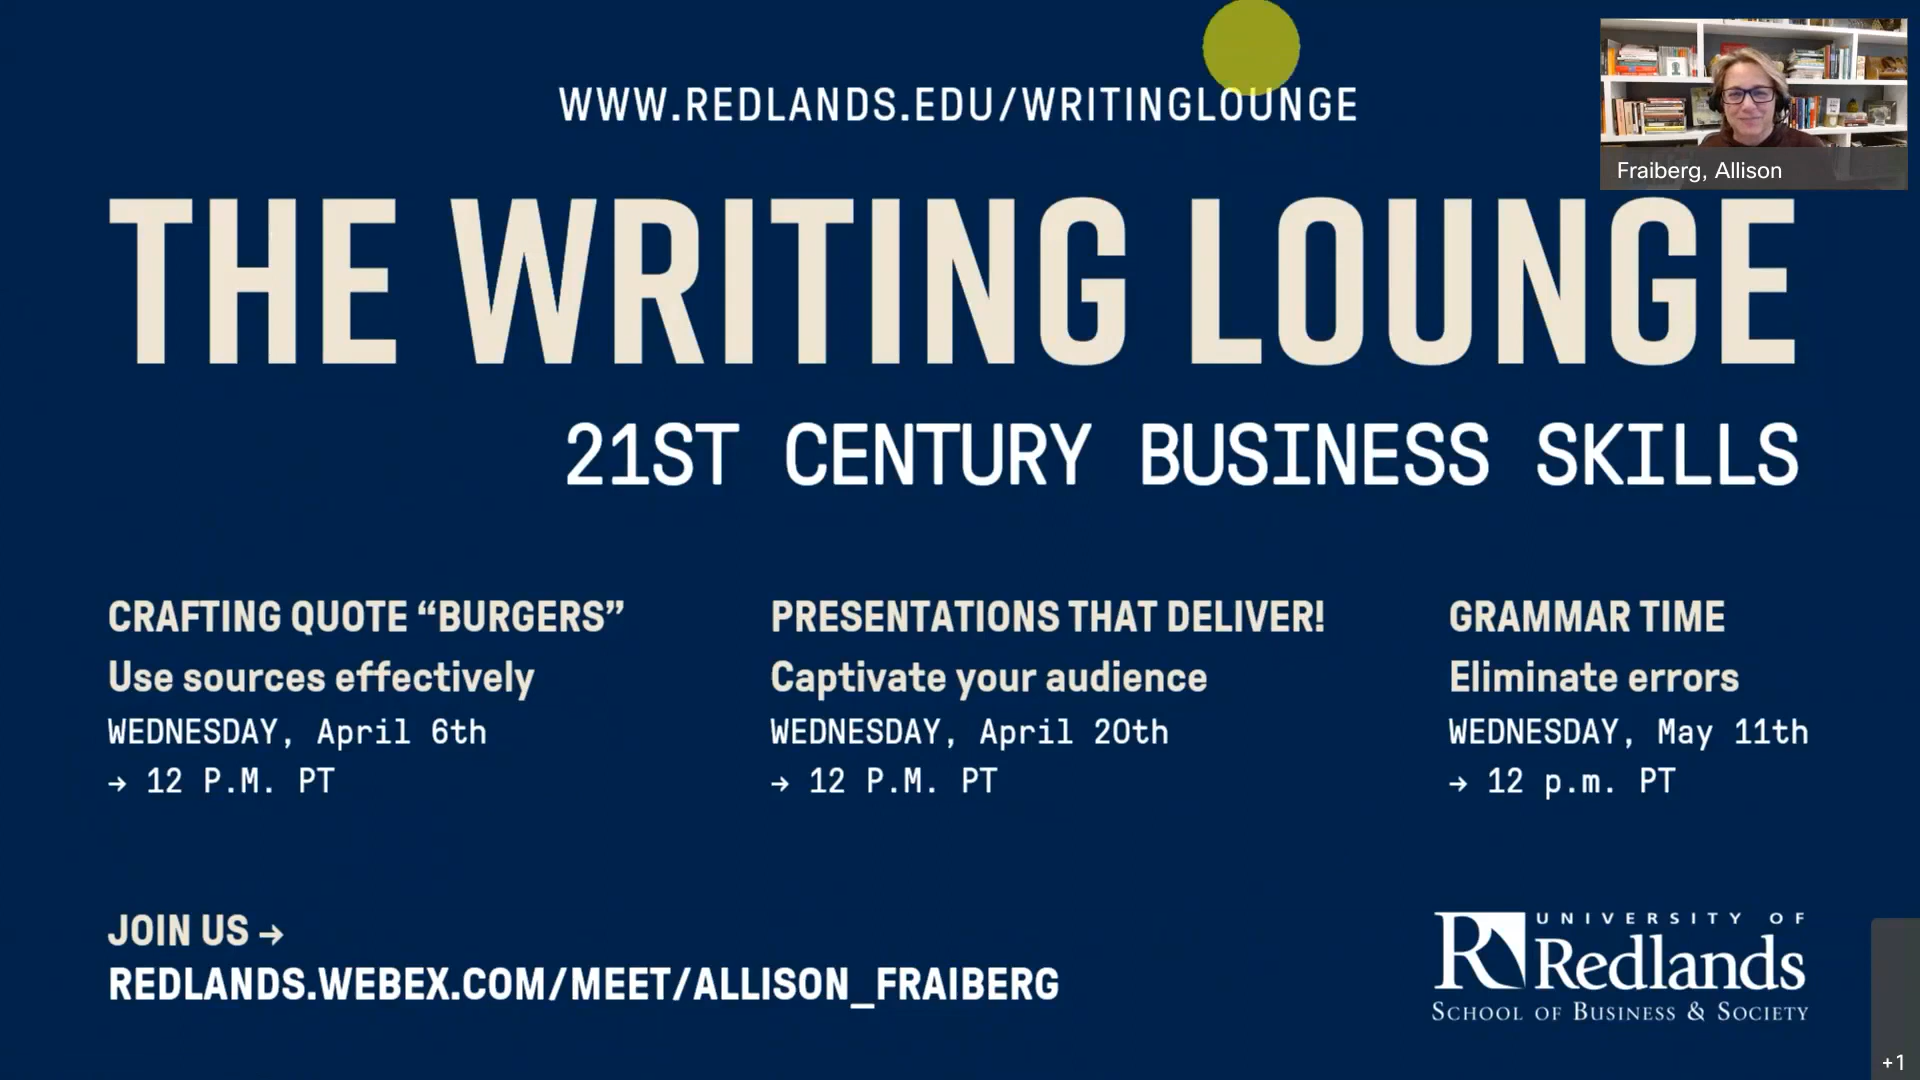 WWW.REDLANDS.EDU/WRITINGLOUNGE
Fraiberg, Allison
THE WRITING LOUNGE
21ST CENTURY BUSINESS SKILLS
CRAFTING QUOTE “BURGERS”
Use sources effectively
WEDNESDAY, April 6th
→ 12 P.M. PT
PRESENTATIONS THAT DELIVER!
Captivate your audience
WEDNESDAY, April 20th
→ 12 P.M. PT
GRAMMAR TIME
Eliminate errors
WEDNESDAY, May 11th
→ 12 p.m. PT
JOIN US →
REDLANDS.WEBEX.COM/MEET/ALLISON_FRAIBERG
R
UNIVERSITY OF
Redlands
SCHOOL OF BUSINESS & SOCIETY
+1